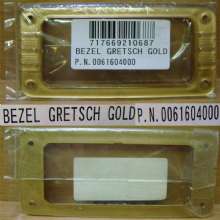 717669210687
BEZEL GRETSCH GOLD
P.N.0061604000
BEZEL GRETSCH GOLD P.N.0061604000